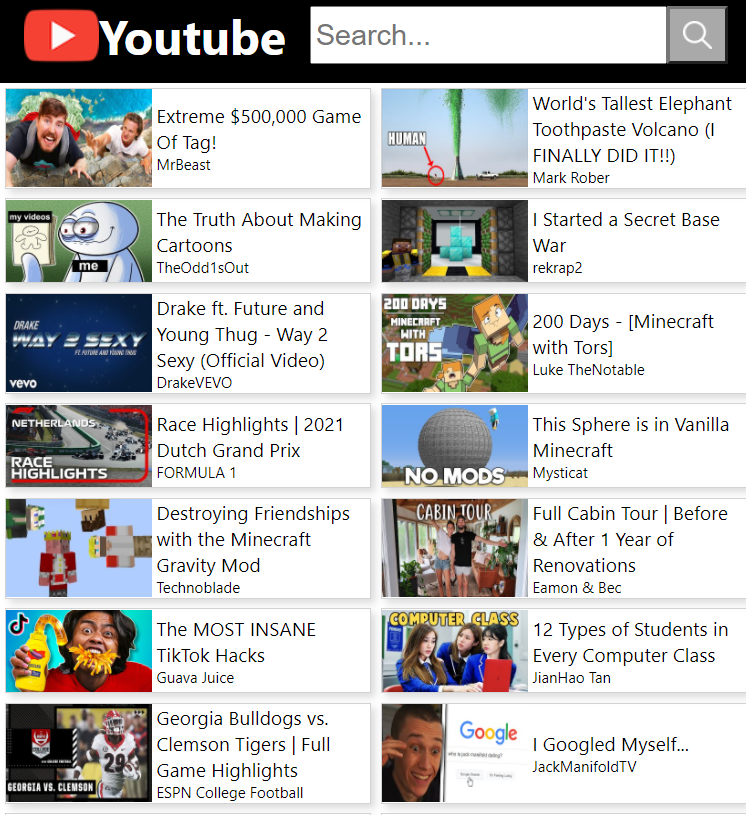 Youtube
Search...
Extreme $500,000 Game
Of Tag!
MrBeast
HUMAN
World's Tallest Elephant
Toothpaste Volcano (I
FINALLY DID IT!!)
Mark Rober
my videos
me
The Truth About Making
Cartoons
TheOdd1sOut
I Started a Secret Base
War
rekrap2
DRAKE
WAY 2 SEXY
FT. FUTURE AND YOUNG THUG
vevo
Drake ft. Future and
Young Thug - Way 2
Sexy (Official Video)
DrakeVEVO
200 DAYS
MINECRAFT
WITH
TORS
200 Days - [Minecraft
with Tors]
Luke TheNotable
NETHERLANDS
RACE
HIGHLIGHTS
Race Highlights | 2021
Dutch Grand Prix
FORMULA 1
NO MODS
This Sphere is in Vanilla
Minecraft
Mysticat
Destroying Friendships
with the Minecraft
Gravity Mod
Technoblade
CABIN TOUR
Full Cabin Tour | Before
& After 1 Year of
Renovations
Eamon & Bec
The MOST INSANE
TikTok Hacks
Guava Juice
COMPUTER CLASS
12 Types of Students in
Every Computer Class
JianHao Tan
29
GEORGIA VS. CLEMSON
Georgia Bulldogs vs.
Clemson Tigers | Full
Game Highlights
ESPN College Football
Google
I Googled Myself...
JackManifoldTV